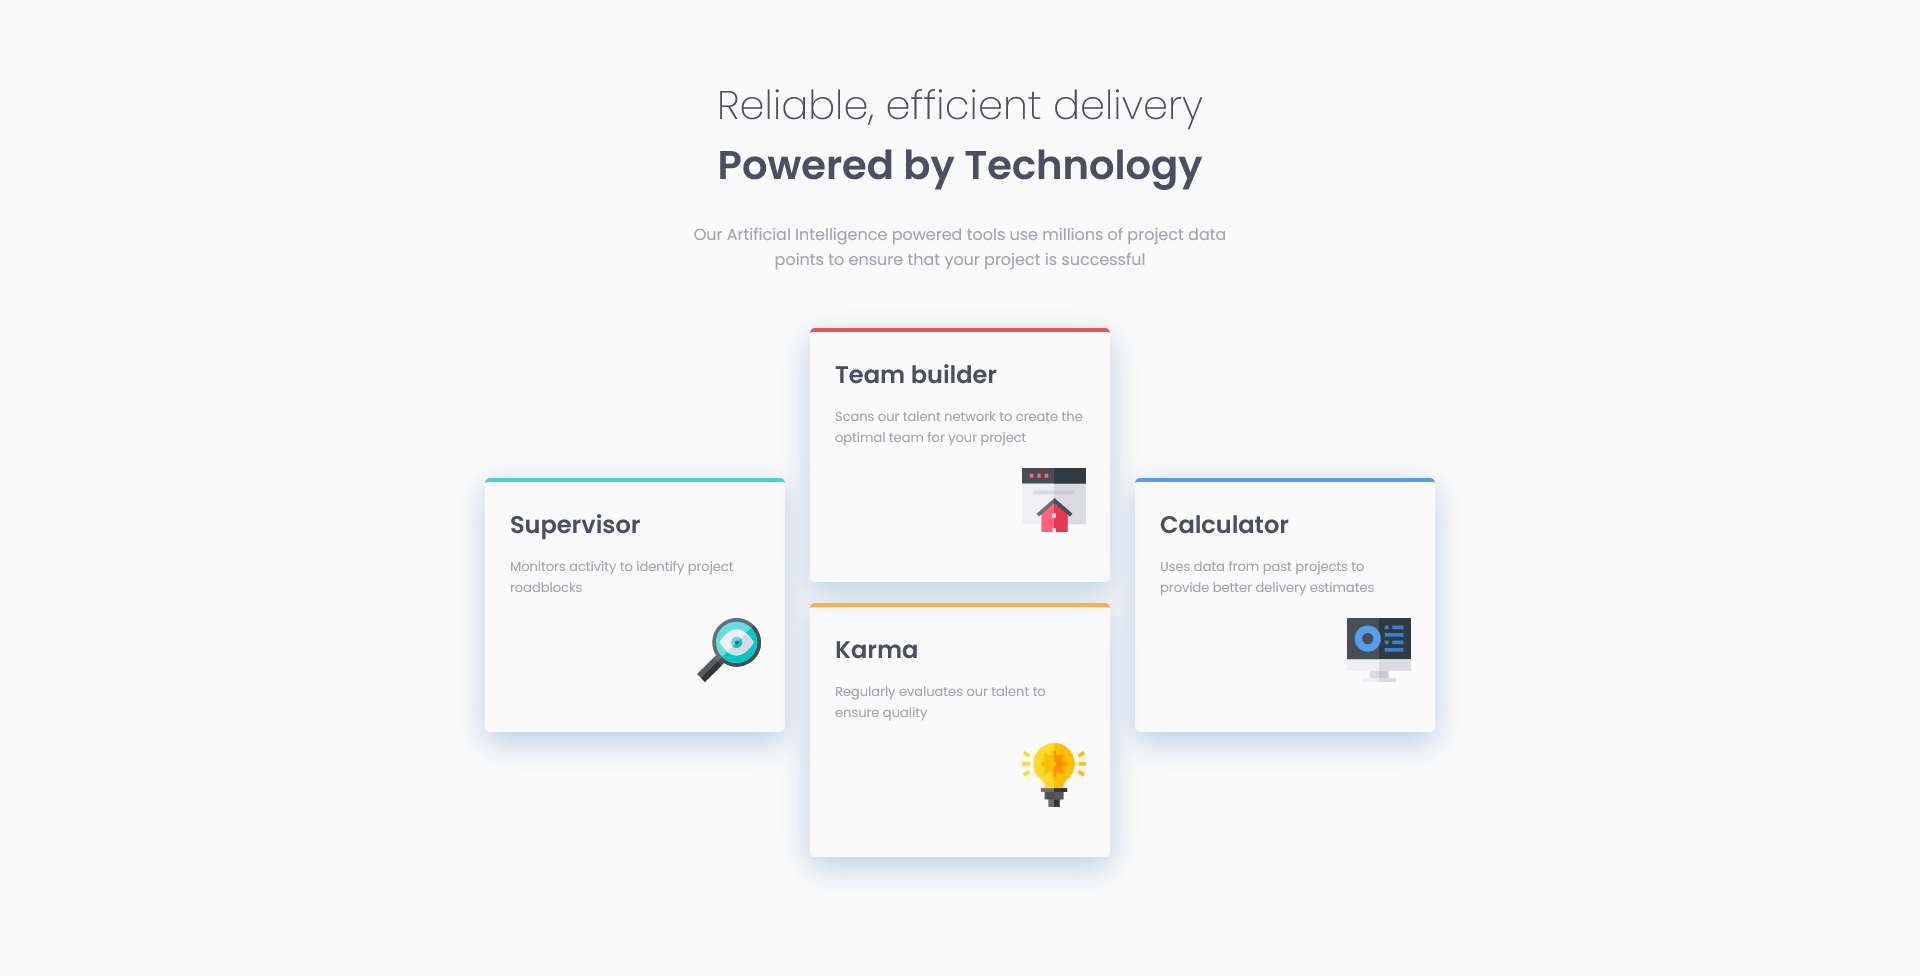 Reliable, efficient delivery
Powered by Technology
Our Artificial Intelligence powered tools use millions of project data
points to ensure that your project is successful
Team builder
Scans our talent network to create the
optimal team for your project
Supervisor
Monitors activity to identify project
roadblocks
Calculator
Uses data from past projects to
provide better delivery estimates
Karma
Regularly evaluates our talent to
ensure quality